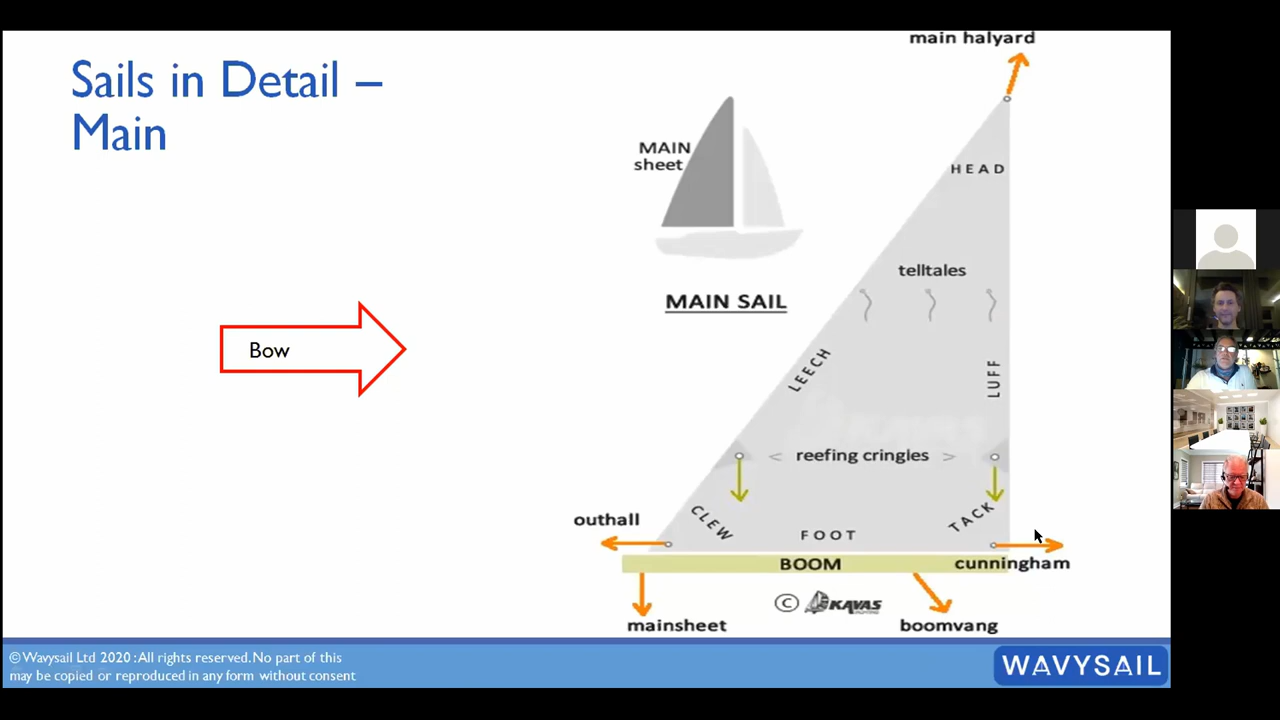 Sails in Detail –
Main
main halyard
MAIN
sheet
HEAD
telltales
MAIN SAIL
Bow
LEECH
LUFF
< reefing cringles >
outhall
CLEW
FOOT
TACK
BOOM
cunningham
© KAVAS
mainsheet
boomvang
© Wavysail Ltd 2020 : All rights reserved. No part of this
may be copied or reproduced in any form without consent
WAVYSAIL